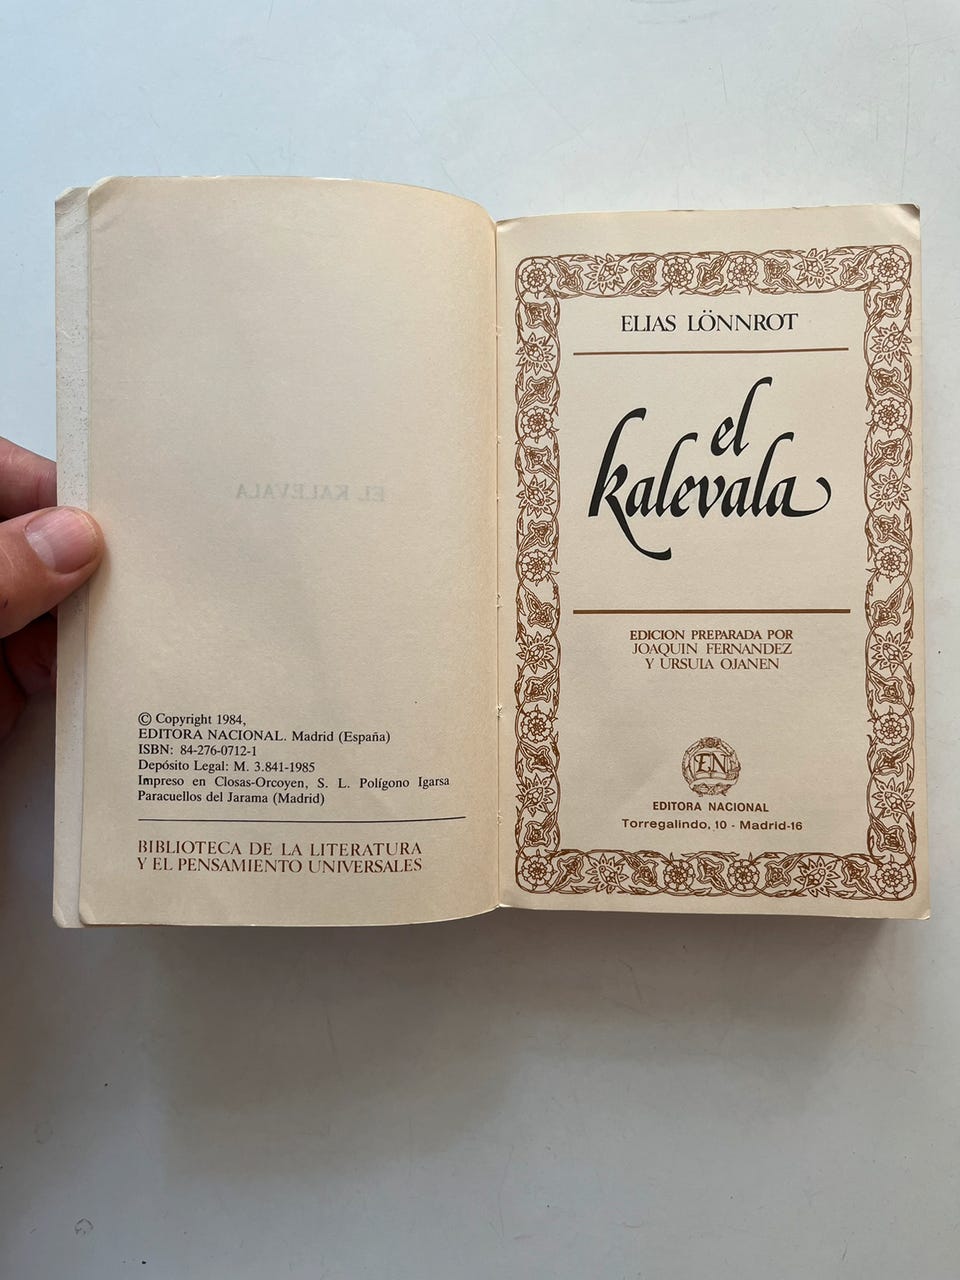 EL KALEVALA
© Copyright 1984,
EDITORA NACIONAL. Madrid (España)
ISBN: 84-276-0712-1
Depósito Legal: M. 3.841-1985
Impreso en Closas-Orcoyen, S. L. Polígono Igarsa
Paracuellos del Jarama (Madrid)
BIBLIOTECA DE LA LITERATURA
Y EL PENSAMIENTO UNIVERSALES
ELIAS LÖNNROT
el
kalevala
EDICION PREPARADA POR
JOAQUIN FERNANDEZ
Y URSULA OJANEN
EN
EDITORA NACIONAL
Torregalindo, 10 - Madrid-16